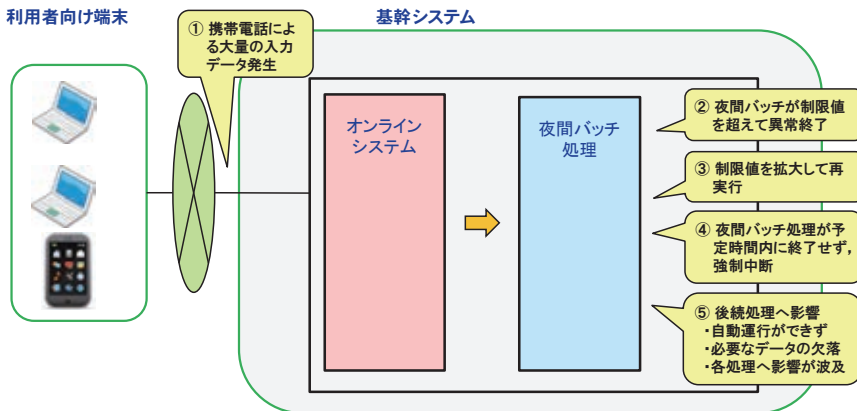 利用者向け端末
基幹システム
① 携帯電話によ
る大量の入力
データ発生
オンライン
システム
夜間バッチ
処理
② 夜間バッチが制限値
を超えて異常終了
③ 制限値を拡大して再
実行
④ 夜間バッチ処理が予
定時間内に終了せず,
強制中断
⑤ 後続処理へ影響
・自動運行ができず
・必要なデータの欠落
・各処理へ影響が波及